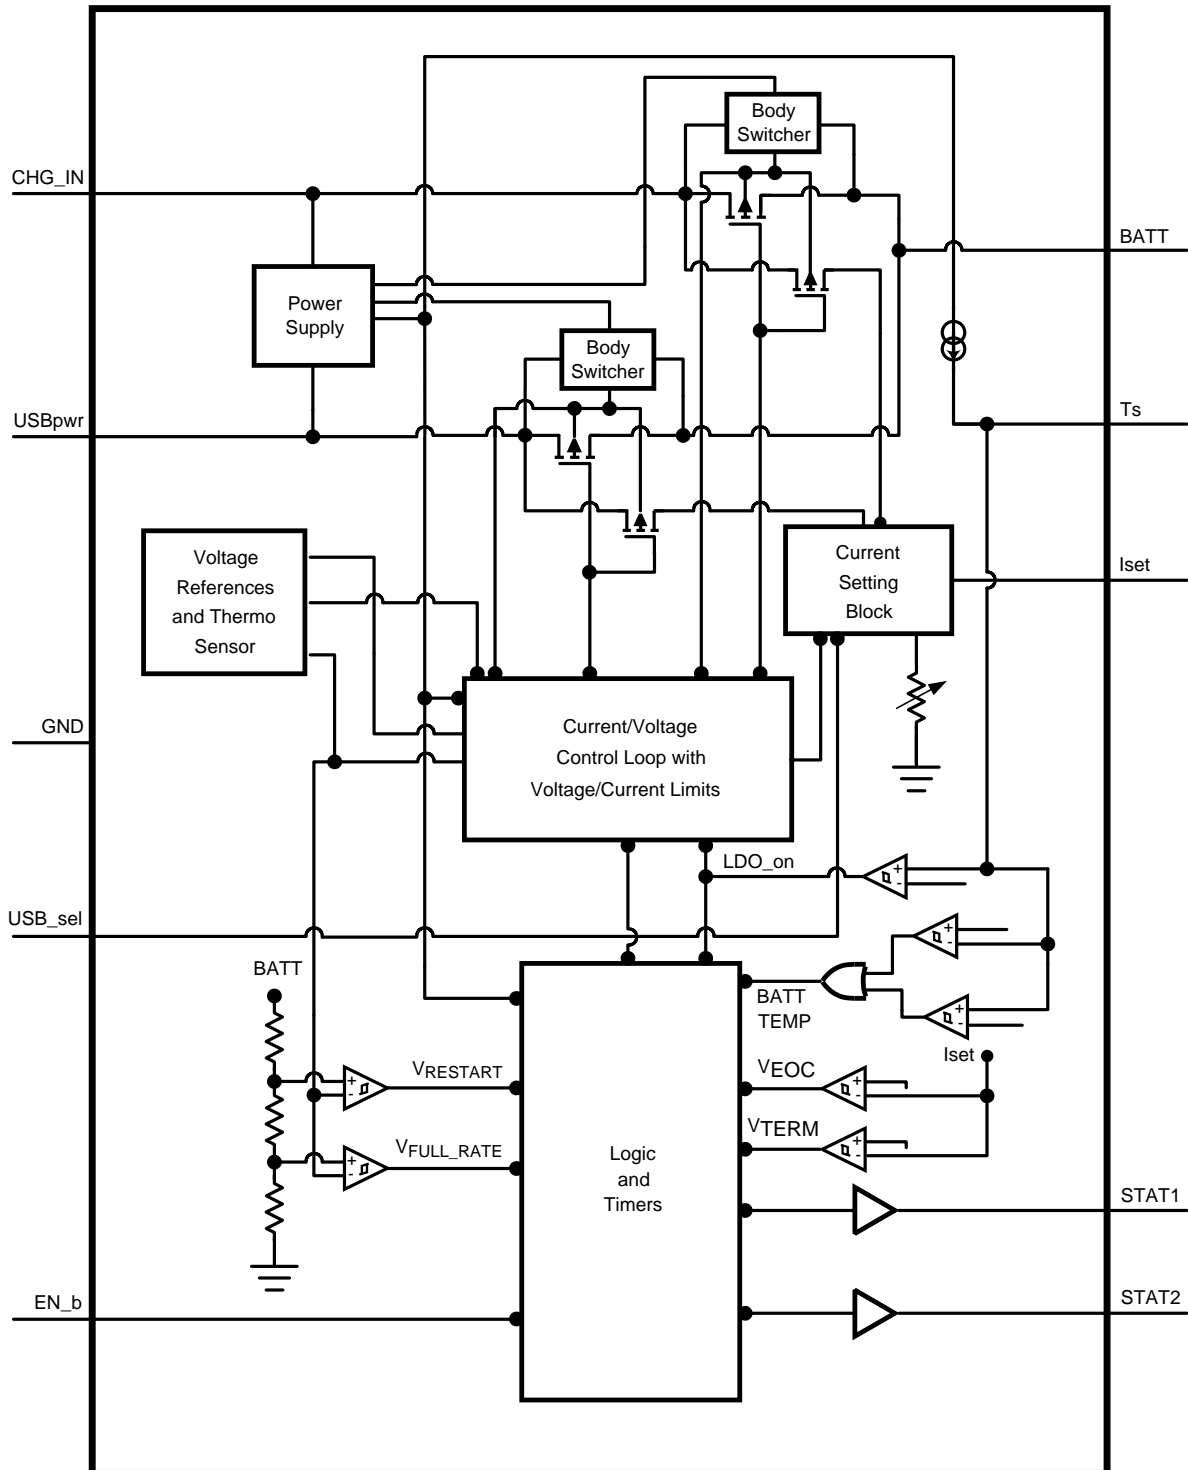 Body
Switcher
CHG_IN
BATT
Power
Supply
Body
Switcher
USBpwr
Ts
Voltage
References
and Thermo
Sensor
Current
Setting
Block
Iset
GND
Current/Voltage
Control Loop with
Voltage/Current Limits
LDO_on
+
-
USB_sel
+
-
BATT
BATT
TEMP
+
-
Iset
VRESTART
+
-
VEOC
+
-
VFULL_RATE
+
-
VTERM
+
-
Logic
and
Timers
STAT1
EN_b
STAT2